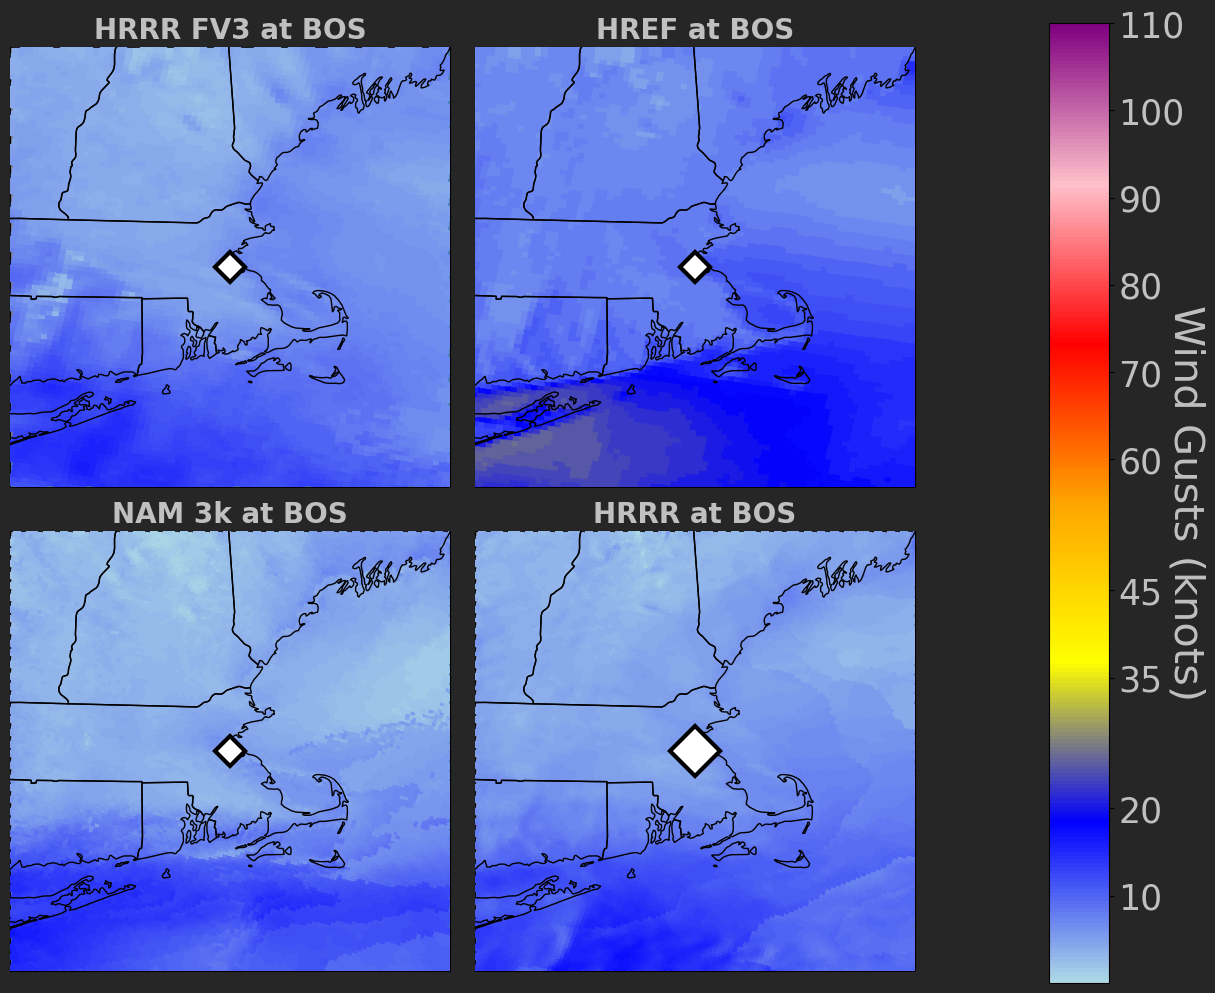 HRRR FV3 at BOS
HREF at BOS
NAM 3k at BOS
HRRR at BOS
110
100
90
80
70
60
45
35
20
10
Wind Gusts (knots)